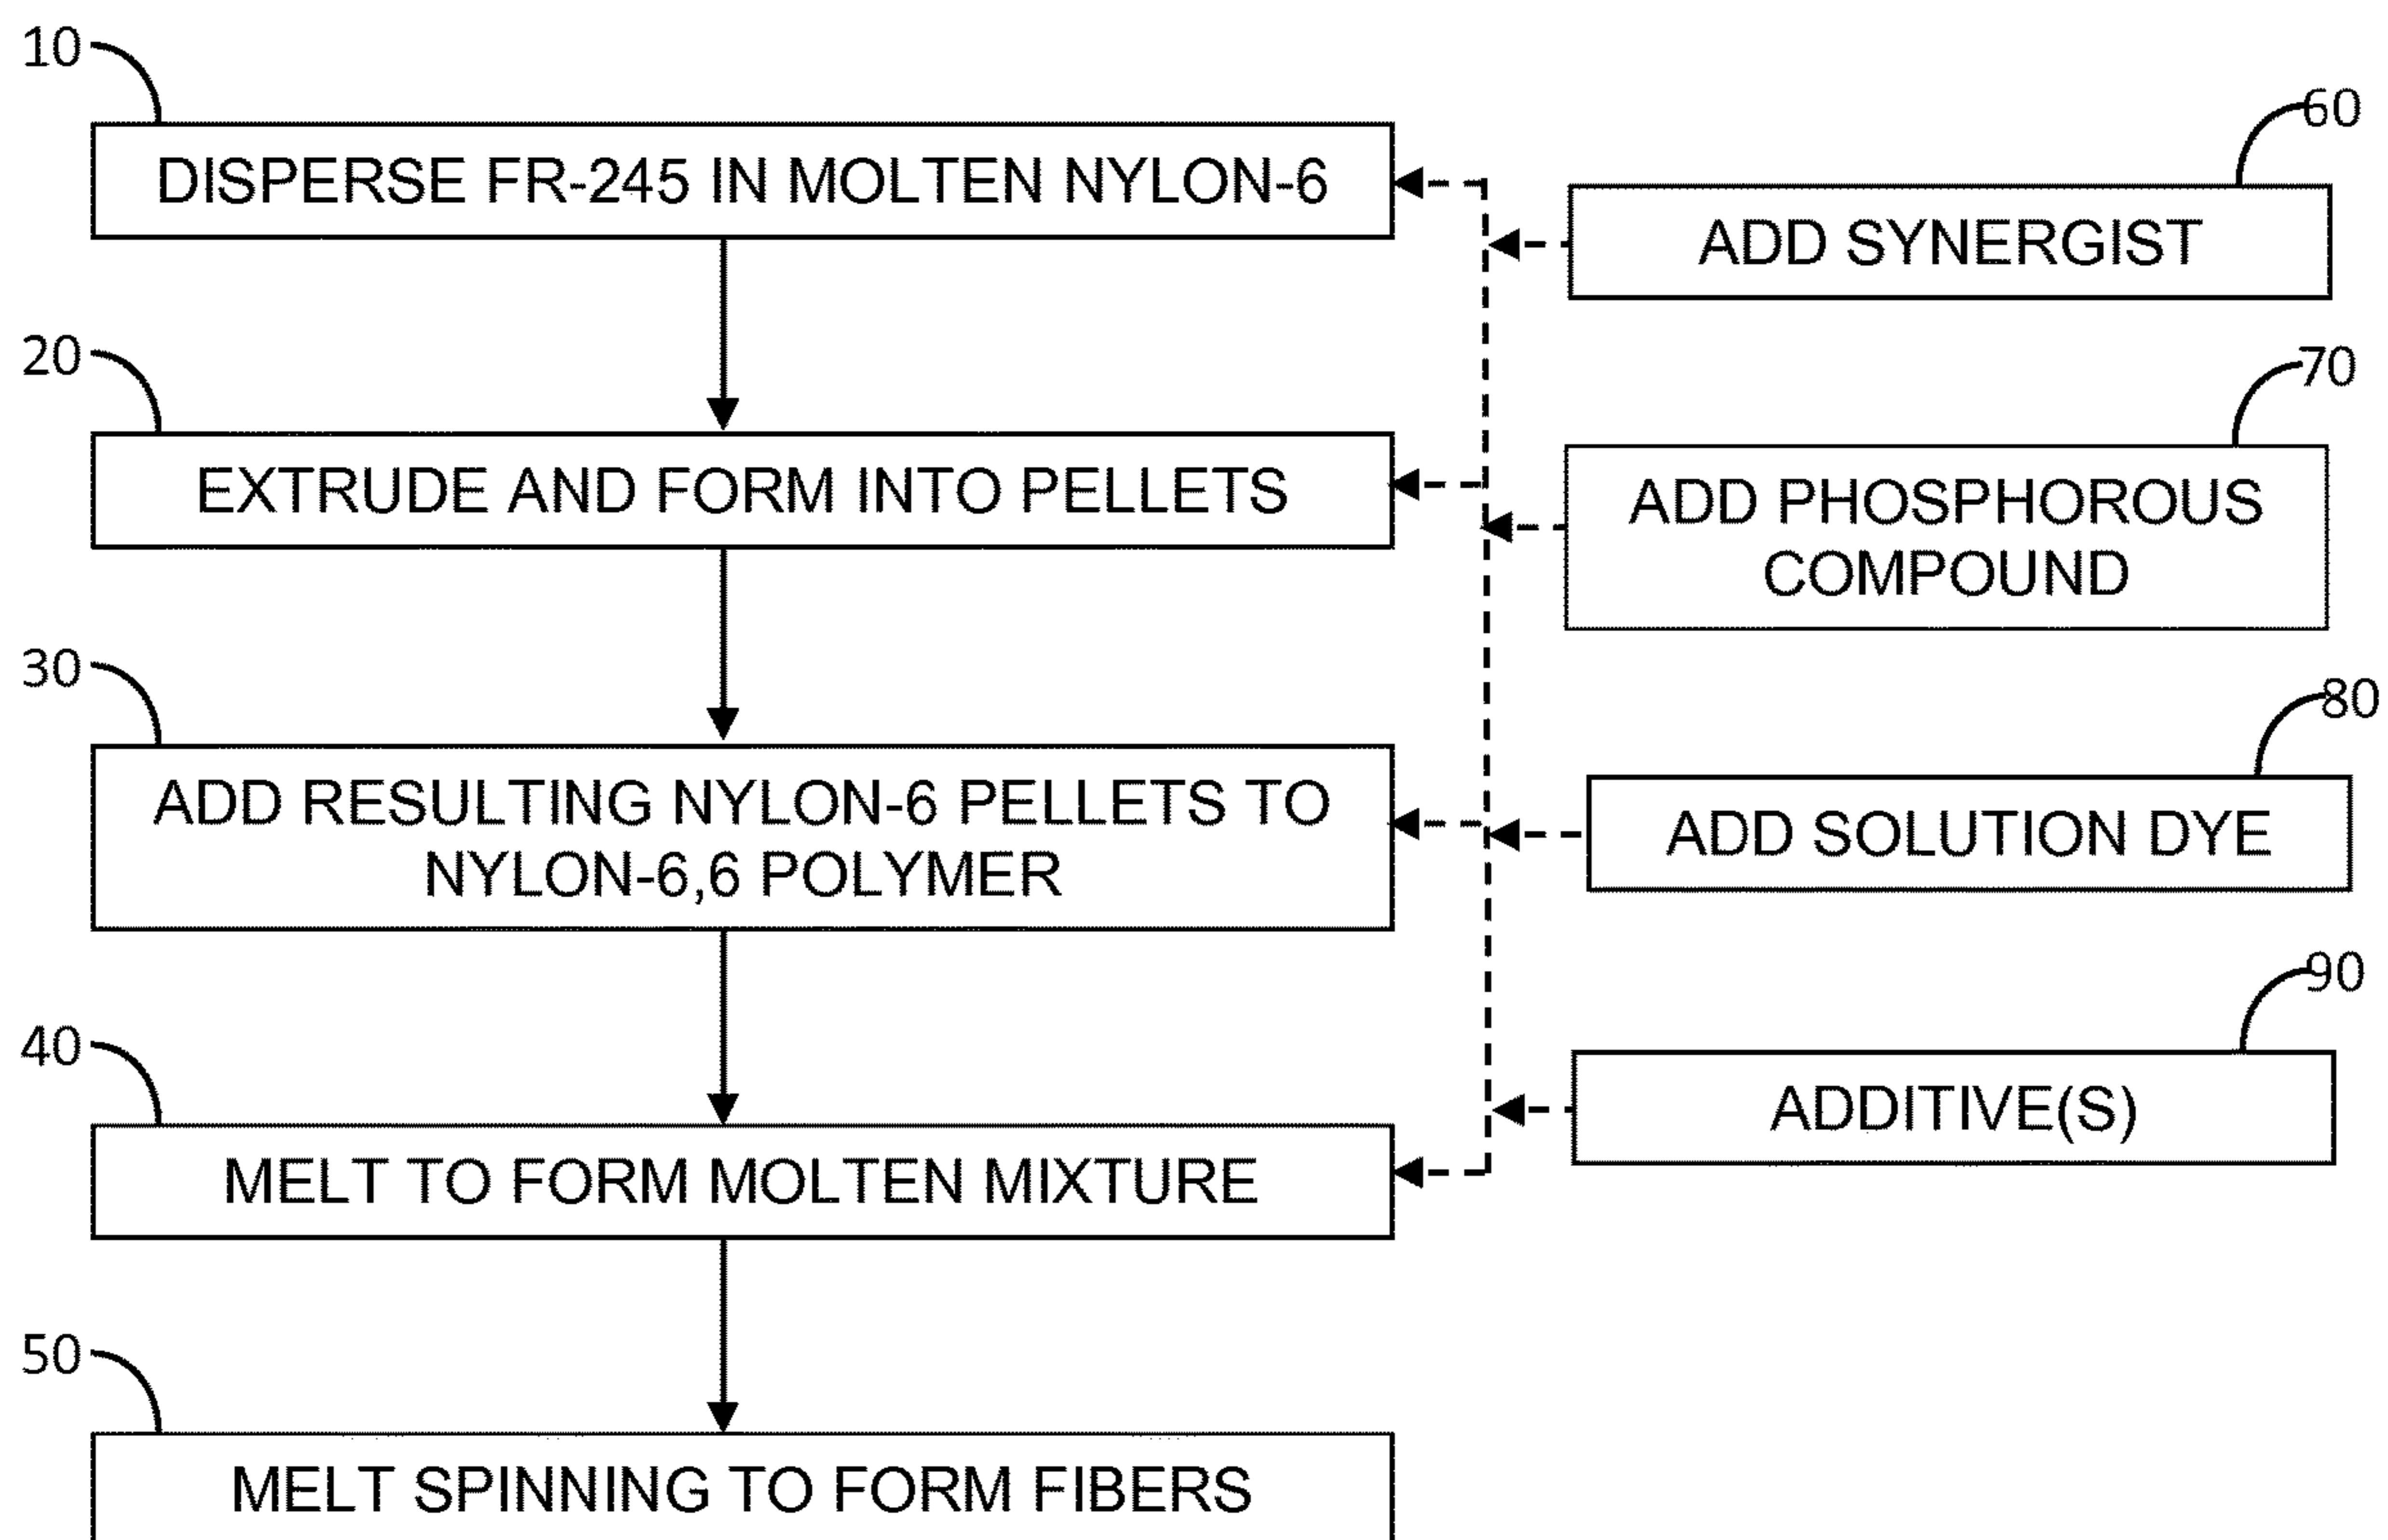 10
DISPERSE FR-245 IN MOLTEN NYLON-6
60
ADD SYNERGIST
20
EXTRUDE AND FORM INTO PELLETS
70
ADD PHOSPHOROUS
COMPOUND
30
ADD RESULTING NYLON-6 PELLETS TO
NYLON-6,6 POLYMER
80
ADD SOLUTION DYE
40
MELT TO FORM MOLTEN MIXTURE
90
ADDITIVE(S)
50
MELT SPINNING TO FORM FIBERS